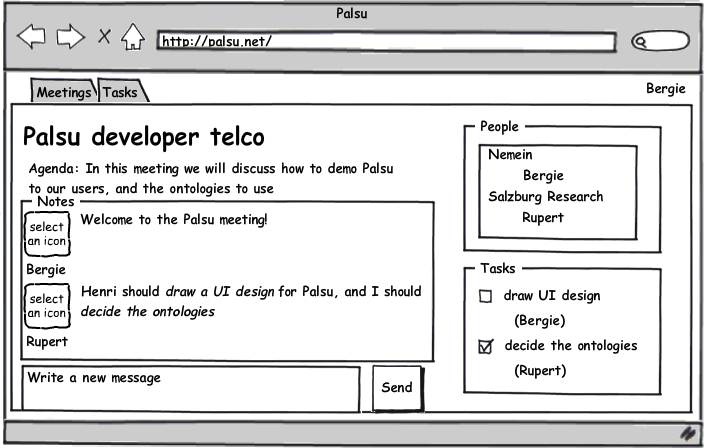 Palsu
http://palsu.net/
Meetings
Tasks
Bergie
Palsu developer telco
Agenda: In this meeting we will discuss how to demo Palsu
to our users, and the ontologies to use
Notes
select
an icon
Welcome to the Palsu meeting!
Bergie
select
an icon
Henri should draw a UI design for Palsu, and I should
decide the ontologies
Rupert
Write a new message
Send
People
Nemein
Bergie
Salzburg Research
Rupert
Tasks
draw UI design
(Bergie)
decide the ontologies
(Rupert)